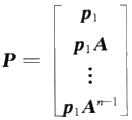 P = [
p₁
p₁A
⋮
p₁Aⁿ⁻¹
]